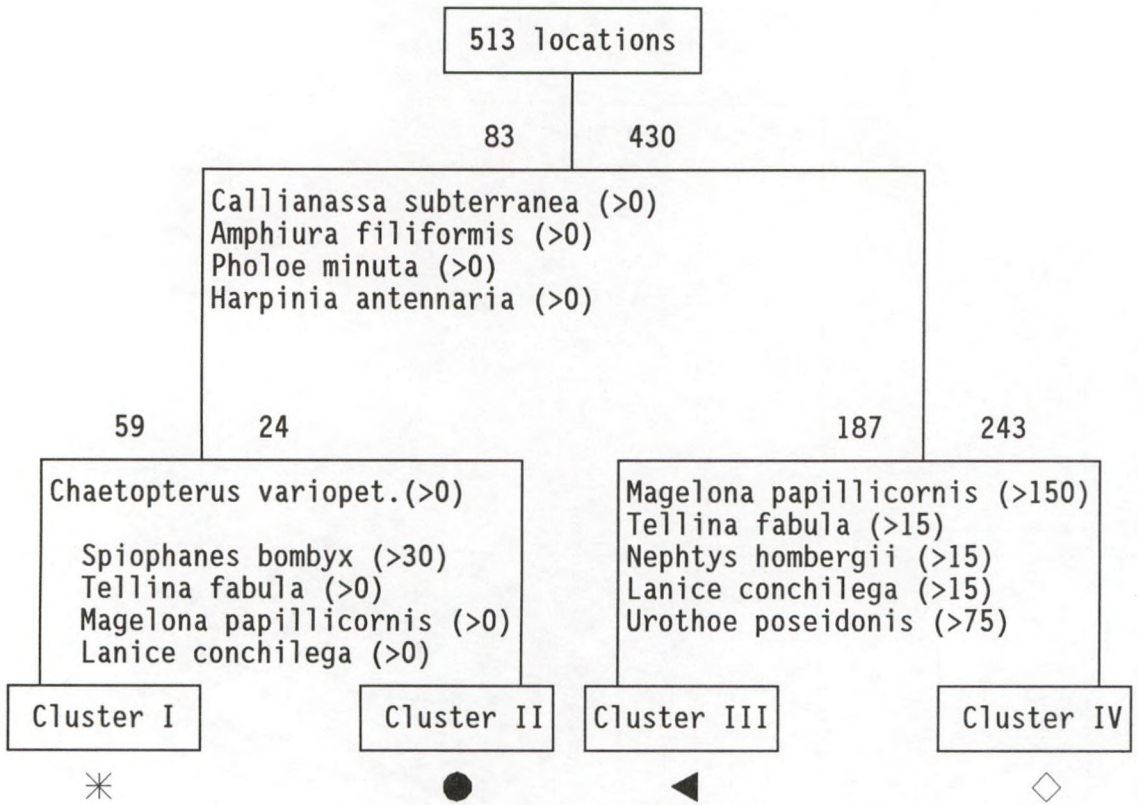 513 locations
83 430
Callianassa subterranea (>0)
Amphiura filiformis (>0)
Pholoe minuta (>0)
Harpinia antennaria (>0)
59 24
187 243
Chaetopterus variopet.(>0)
Spiophanes bombyx (>30)
Tellina fabula (>0)
Magelona papillicornis (>0)
Lanice conchilega (>0)
Magelona papillicornis (>150)
Tellina fabula (>15)
Nephtys hombergii (>15)
Lanice conchilega (>15)
Urothoe poseidonis (>75)
Cluster I
Cluster II
Cluster III
Cluster IV